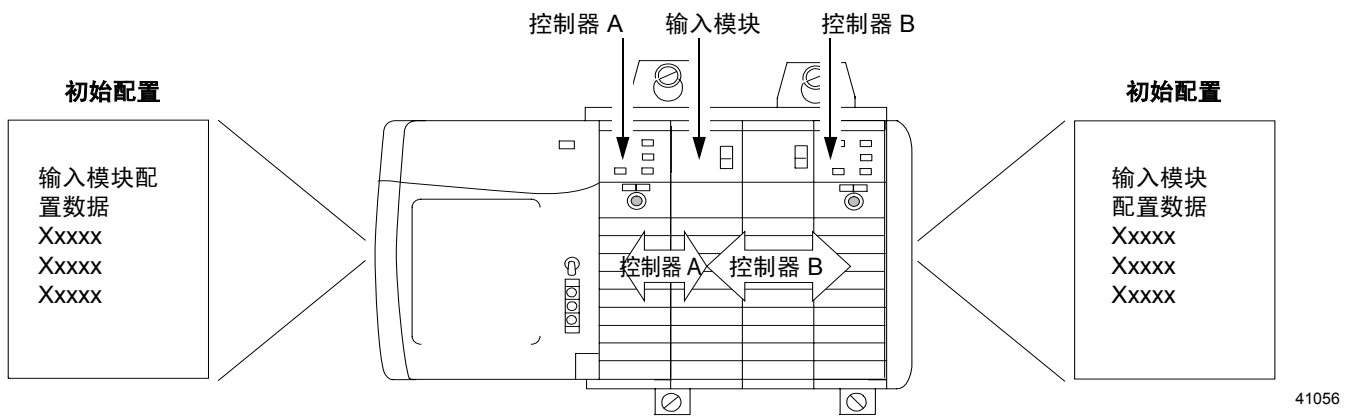 控制器 A 输入模块 控制器 B
初始配置
输入模块配
置数据
Xxxxx
Xxxxx
Xxxxx
控制器 A 控制器 B
初始配置
输入模块
配置数据
Xxxxx
Xxxxx
Xxxxx
41056